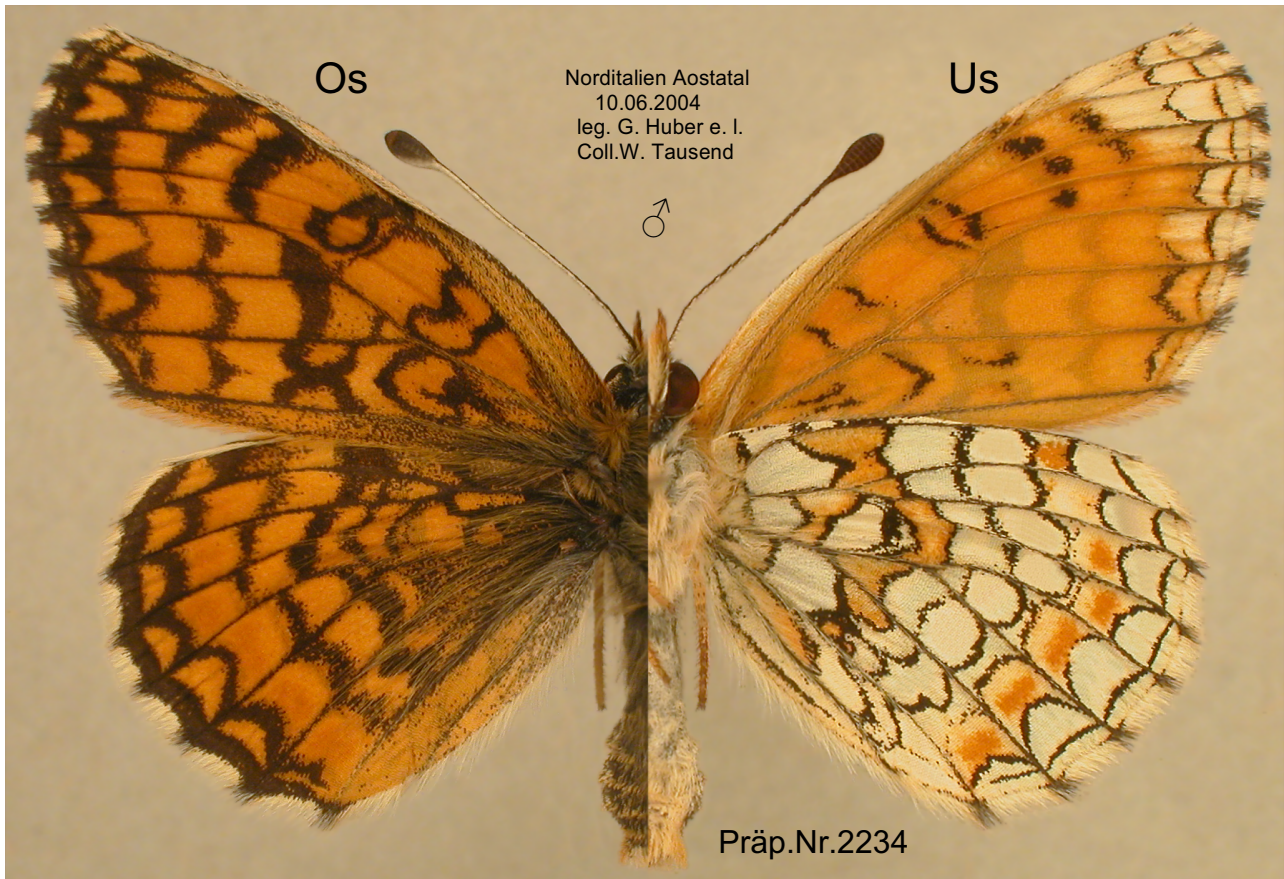 Os
Norditalien Aostatal
10.06.2004
leg. G. Huber e. l.
Coll.W. Tausend
♂
Us
Präp.Nr.2234